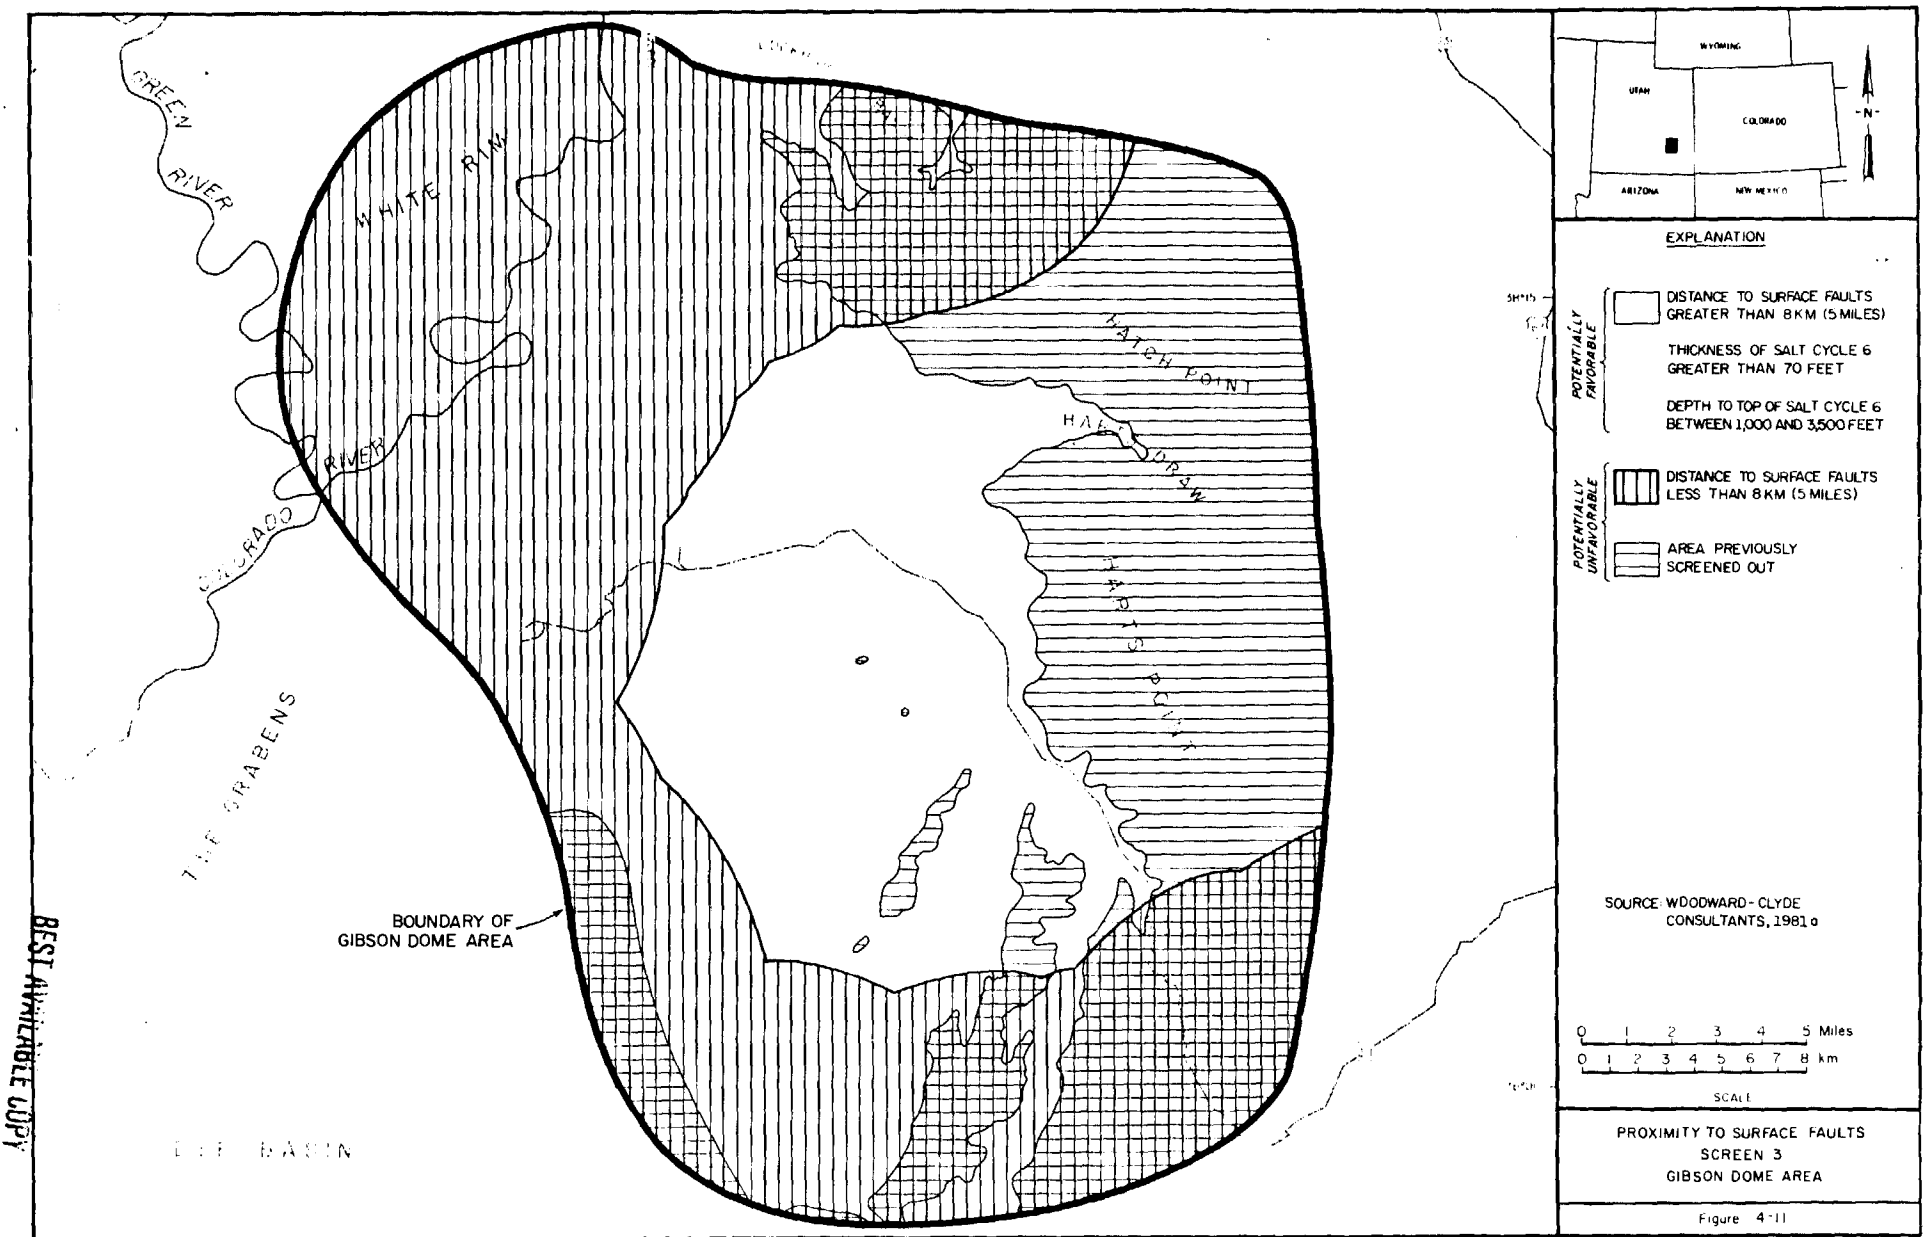 GREEN
RIVER
WHITE RIM
RIVER
COLORADO
THE GRABENS
HATCH POINT
DRAW
HARTS POINT
BOUNDARY OF
GIBSON DOME AREA
BASIN
BEST AVAILABLE COPY
WYOMING
UTAH
COLORADO
ARIZONA
NEW MEXICO
-N-
EXPLANATION
POTENTIALLY
FAVORABLE
DISTANCE TO SURFACE FAULTS
GREATER THAN 8 KM (5 MILES)
THICKNESS OF SALT CYCLE 6
GREATER THAN 70 FEET
DEPTH TO TOP OF SALT CYCLE 6
BETWEEN 1,000 AND 3,500 FEET
POTENTIALLY
UNFAVORABLE
DISTANCE TO SURFACE FAULTS
LESS THAN 8 KM (5 MILES)
AREA PREVIOUSLY
SCREENED OUT
SOURCE: WOODWARD-CLYDE
CONSULTANTS, 1981a
0 1 2 3 4 5 Miles
0 1 2 3 4 5 6 7 8 km
SCALE
PROXIMITY TO SURFACE FAULTS
SCREEN 3
GIBSON DOME AREA
Figure 4-11